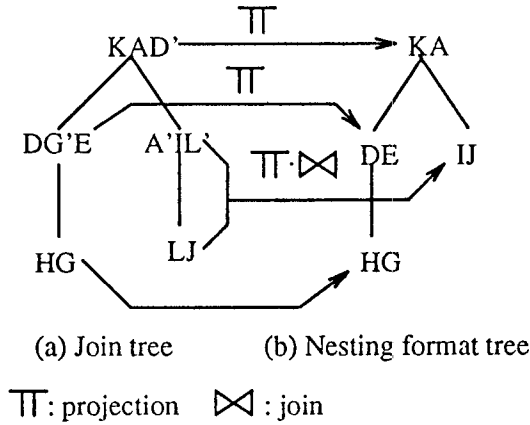 π
KAD' KA
π
DG'E A'IL' π·⋈ DE IJ
LJ
HG HG
(a) Join tree (b) Nesting format tree
π: projection ⋈ : join